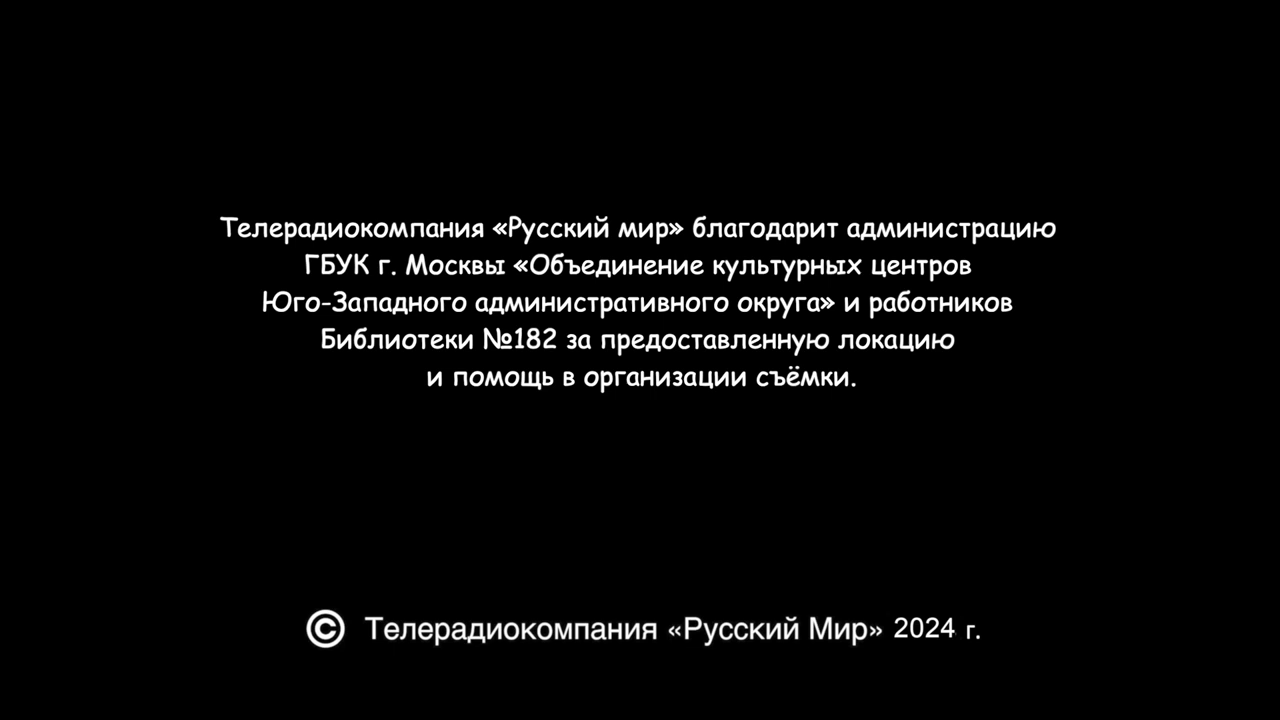 Телерадиокомпания «Русский мир» благодарит администрацию
ГБУК г. Москвы «Объединение культурных центров
Юго-Западного административного округа» и работников
Библиотеки №182 за предоставленную локацию
и помощь в организации съёмки.
© Телерадиокомпания «Русский Мир» 2024 г.